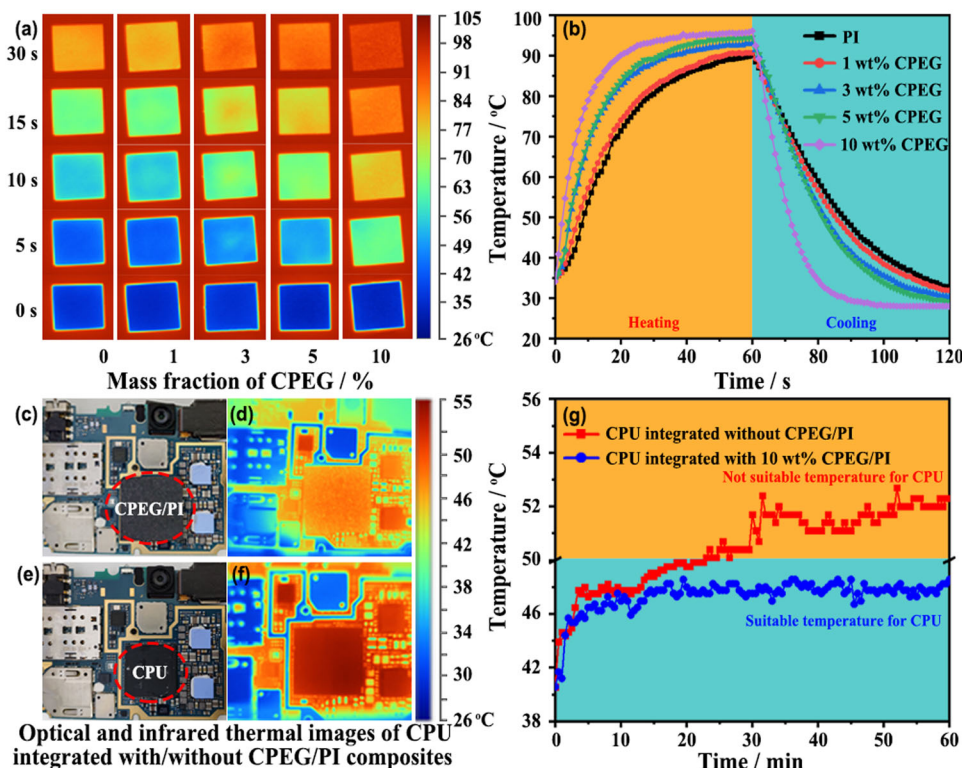 (a)
30 s
15 s
10 s
5 s
0 s
0 1 3 5 10
Mass fraction of CPEG / %
105
98
91
84
77
70
63
56
49
42
35
26 ºC
(b)
Temperature / ºC
100
90
80
70
60
50
40
30
20
PI
1 wt% CPEG
3 wt% CPEG
5 wt% CPEG
10 wt% CPEG
Heating
Cooling
0 20 40 60 80 100 120
Time / s
(c)
CPEG/PI
(d)
(e)
CPU
(f)
55
50
46
42
38
34
30
26 ºC
Optical and infrared thermal images of CPU
integrated with/without CPEG/PI composites
(g)
Temperature / ºC
56
54
52
50
46
42
38
CPU integrated without CPEG/PI
CPU integrated with 10 wt% CPEG/PI
Not suitable temperature for CPU
Suitable temperature for CPU
0 10 20 30 40 50 60
Time / min